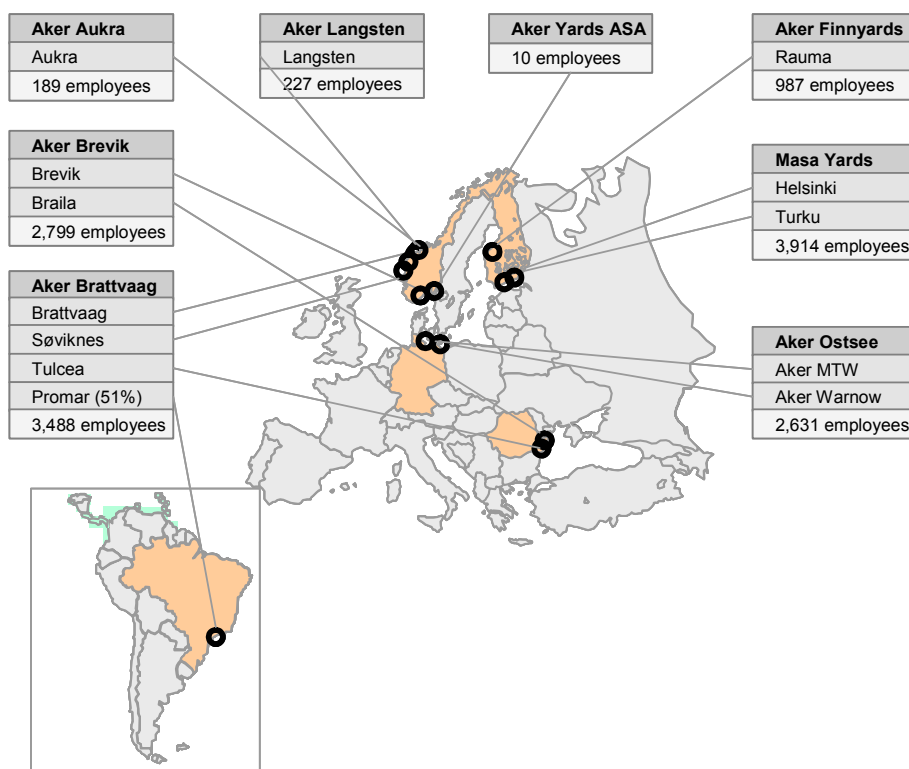 Aker Aukra
Aukra
189 employees
Aker Langsten
Langsten
227 employees
Aker Yards ASA
10 employees
Aker Finnyards
Rauma
987 employees
Aker Brevik
Brevik
Braila
2,799 employees
Masa Yards
Helsinki
Turku
3,914 employees
Aker Brattvaag
Brattvaag
Søviknes
Tulcea
Promar (51%)
3,488 employees
Aker Ostsee
Aker MTW
Aker Warnow
2,631 employees